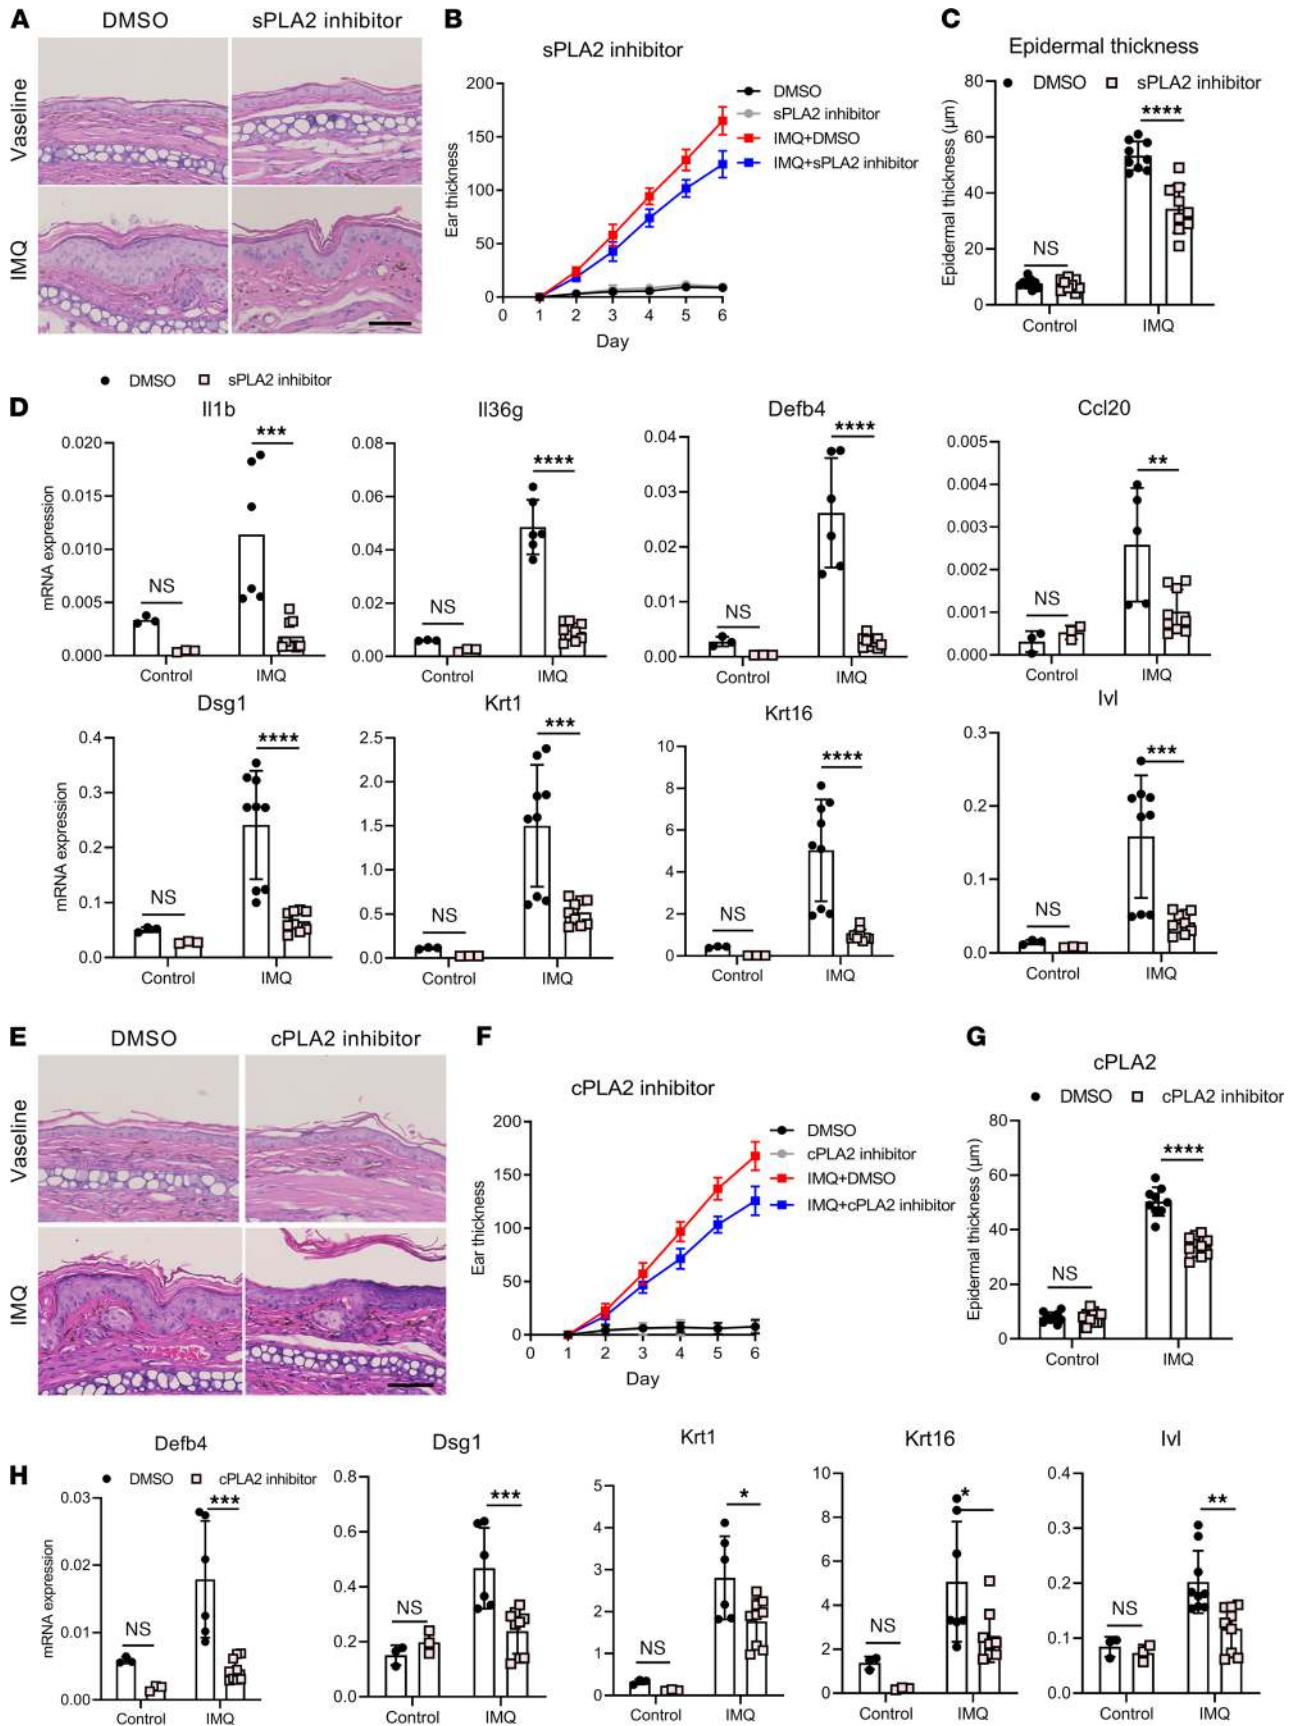 A
DMSO
sPLA2 inhibitor
Vaseline
IMQ
B
sPLA2 inhibitor
Ear thickness
200
150
100
50
0
0 1 2 3 4 5 6
Day
DMSO
sPLA2 inhibitor
IMQ+DMSO
IMQ+sPLA2 inhibitor
C
Epidermal thickness
DMSO sPLA2 inhibitor
Epidermal thickness (μm)
80
60
40
20
0
NS
****
Control IMQ
DMSO sPLA2 inhibitor
D
Il1b
mRNA expression
0.020
0.015
0.010
0.005
0.000
NS
***
Control IMQ
Il36g
0.08
0.06
0.04
0.02
0.00
NS
****
Control IMQ
Defb4
0.04
0.03
0.02
0.01
0.00
NS
****
Control IMQ
Ccl20
0.005
0.004
0.003
0.002
0.001
0.000
NS
**
Control IMQ
Dsg1
mRNA expression
0.4
0.3
0.2
0.1
0.0
NS
****
Control IMQ
Krt1
2.5
2.0
1.5
1.0
0.5
0.0
NS
***
Control IMQ
Krt16
10
8
6
4
2
0
NS
****
Control IMQ
Ivl
0.3
0.2
0.1
0.0
NS
***
Control IMQ
E
DMSO
cPLA2 inhibitor
Vaseline
IMQ
F
cPLA2 inhibitor
Ear thickness
200
150
100
50
0
0 1 2 3 4 5 6
Day
DMSO
cPLA2 inhibitor
IMQ+DMSO
IMQ+cPLA2 inhibitor
G
cPLA2
DMSO cPLA2 inhibitor
Epidermal thickness (μm)
80
60
40
20
0
NS
****
Control IMQ
H
Defb4
DMSO cPLA2 inhibitor
mRNA expression
0.03
0.02
0.01
0.00
NS
***
Control IMQ
Dsg1
0.8
0.6
0.4
0.2
0.0
NS
***
Control IMQ
Krt1
5
4
3
2
1
0
NS
*
Control IMQ
Krt16
10
8
6
4
2
0
NS
*
Control IMQ
Ivl
0.4
0.3
0.2
0.1
0.0
NS
**
Control IMQ